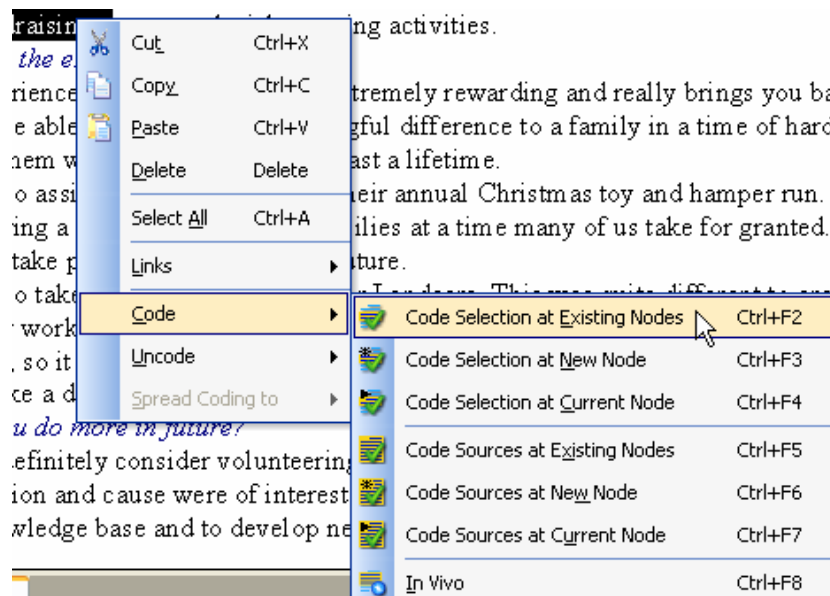 raising ng activities.
the e
rience tremely rewarding and really brings you ba
e able gful difference to a family in a time of hard
nem w ast a lifetime.
o assi eir annual Christmas toy and hamper run.
ing a ilies at a time many of us take for granted.
take p ture.
o take
work
, so it
ke a d
u do more in future?
efinitely consider volunteering
ion and cause were of interest
wledge base and to develop ne
Cut Ctrl+X
Copy Ctrl+C
Paste Ctrl+V
Delete Delete
Select All Ctrl+A
Links
Code
Uncode
Spread Coding to
Code Selection at Existing Nodes Ctrl+F2
Code Selection at New Node Ctrl+F3
Code Selection at Current Node Ctrl+F4
Code Sources at Existing Nodes Ctrl+F5
Code Sources at New Node Ctrl+F6
Code Sources at Current Node Ctrl+F7
In Vivo Ctrl+F8